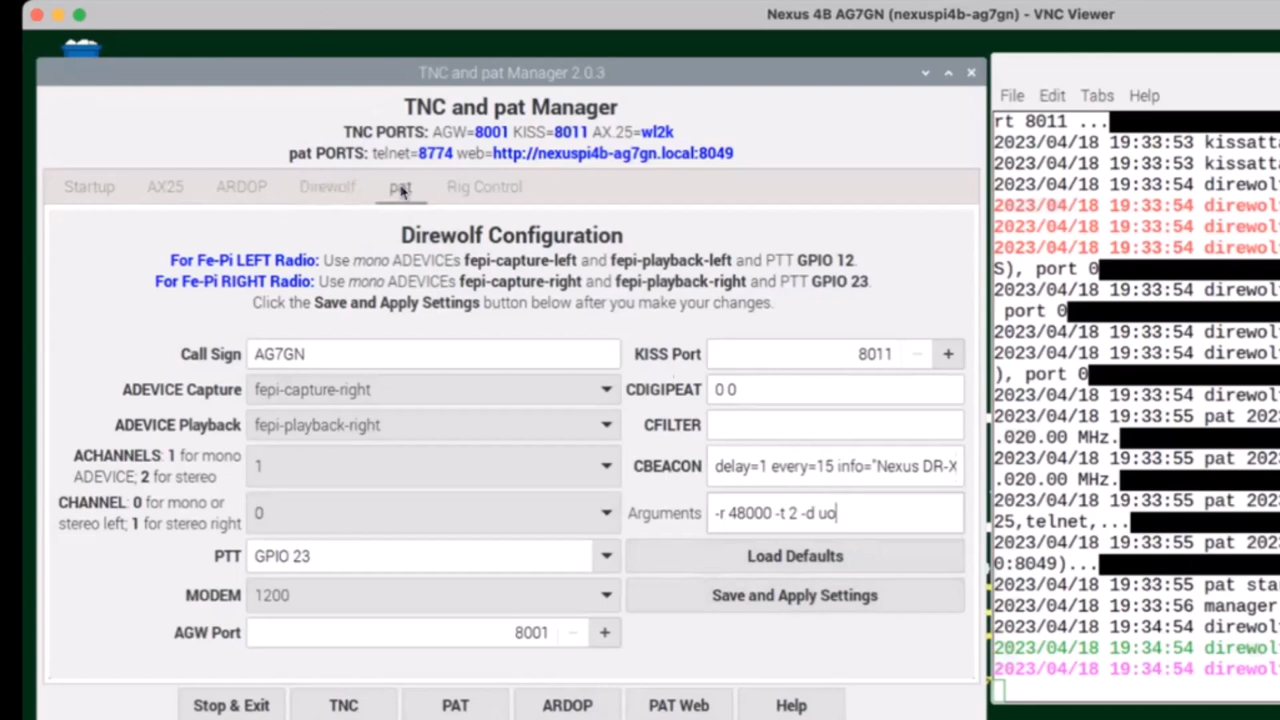 Nexus 4B AG7GN (nexuspi4b-ag7gn) - VNC Viewer
TNC and pat Manager 2.0.3
TNC and pat Manager
TNC PORTS: AGW=8001 KISS=8011 AX.25=wl2k
pat PORTS: telnet=8774 web=http://nexuspi4b-ag7gn.local:8049
Startup AX25 ARDOP Direwolf pat Rig Control
Direwolf Configuration
For Fe-Pi LEFT Radio: Use mono ADEVICEs fepi-capture-left and fepi-playback-left and PTT GPIO 12.
For Fe-Pi RIGHT Radio: Use mono ADEVICEs fepi-capture-right and fepi-playback-right and PTT GPIO 23.
Click the Save and Apply Settings button below after you make your changes.
Call Sign AG7GN KISS Port 8011 − +
ADEVICE Capture fepi-capture-right CDIGIPEAT 0 0
ADEVICE Playback fepi-playback-right CFILTER
ACHANNELS: 1 for mono
ADEVICE; 2 for stereo 1 CBEACON delay=1 every=15 info="Nexus DR-X
CHANNEL: 0 for mono or
stereo left; 1 for stereo right 0 Arguments -r 48000 -t 2 -d uo
PTT GPIO 23 Load Defaults
MODEM 1200 Save and Apply Settings
AGW Port 8001 − +
Stop & Exit TNC PAT ARDOP PAT Web Help
File Edit Tabs Help
rt 8011 ...
2023/04/18 19:33:53 kissatta
2023/04/18 19:33:53 kissatta
2023/04/18 19:33:54 direwol
2023/04/18 19:33:54 direwol
2023/04/18 19:33:54 direwol
2023/04/18 19:33:54 direwol
S), port 0
2023/04/18 19:33:54 direwol
port 0
2023/04/18 19:33:54 direwol
2023/04/18 19:33:54 direwol
), port 0
2023/04/18 19:33:54 direwol
2023/04/18 19:33:55 pat 202
.020.00 MHz.
2023/04/18 19:33:55 pat 202
.020.00 MHz.
2023/04/18 19:33:55 pat 202
25,telnet,...
2023/04/18 19:33:55 pat 202
0:8049)...
2023/04/18 19:33:55 pat sta
2023/04/18 19:33:56 manager
2023/04/18 19:34:54 direwol
2023/04/18 19:34:54 direwol
2023/04/18 19:34:54 direwol